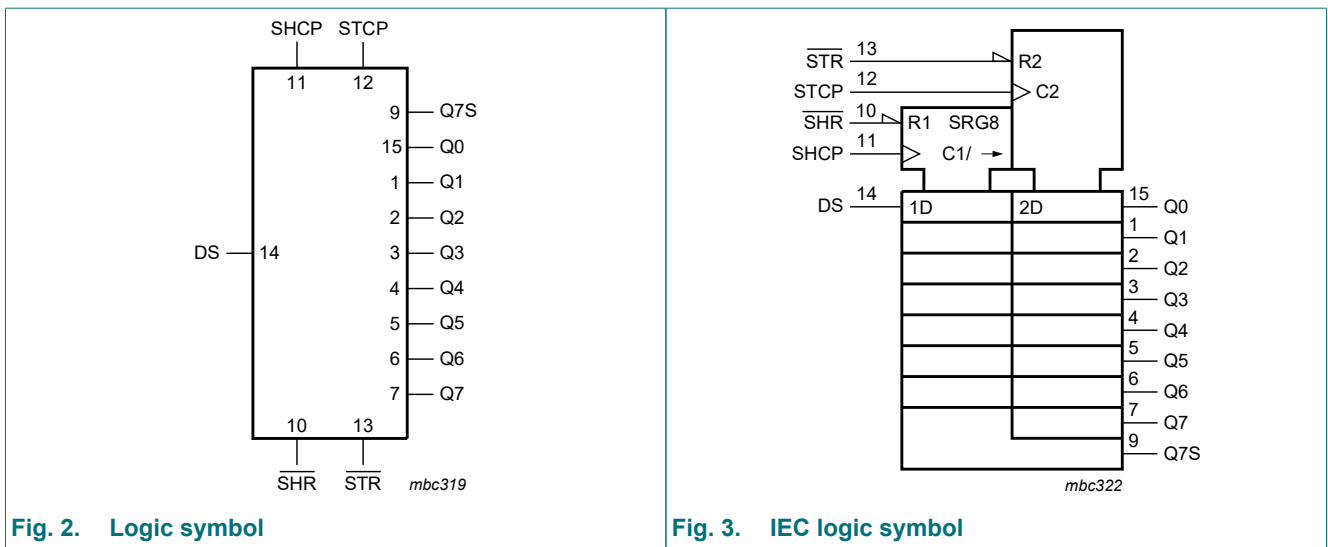 SHCP STCP
11 12
9 Q7S
15 Q0
1 Q1
2 Q2
DS 14 3 Q3
4 Q4
5 Q5
6 Q6
7 Q7
10 13
SHR STR mbc319
Fig. 2. Logic symbol
STR 13 R2
STCP 12 C2
SHR 10 R1 SRG8
SHCP 11 C1/ →
DS 14 1D 2D 15 Q0
1 Q1
2 Q2
3 Q3
4 Q4
5 Q5
6 Q6
7 Q7
9 Q7S
mbc322
Fig. 3. IEC logic symbol